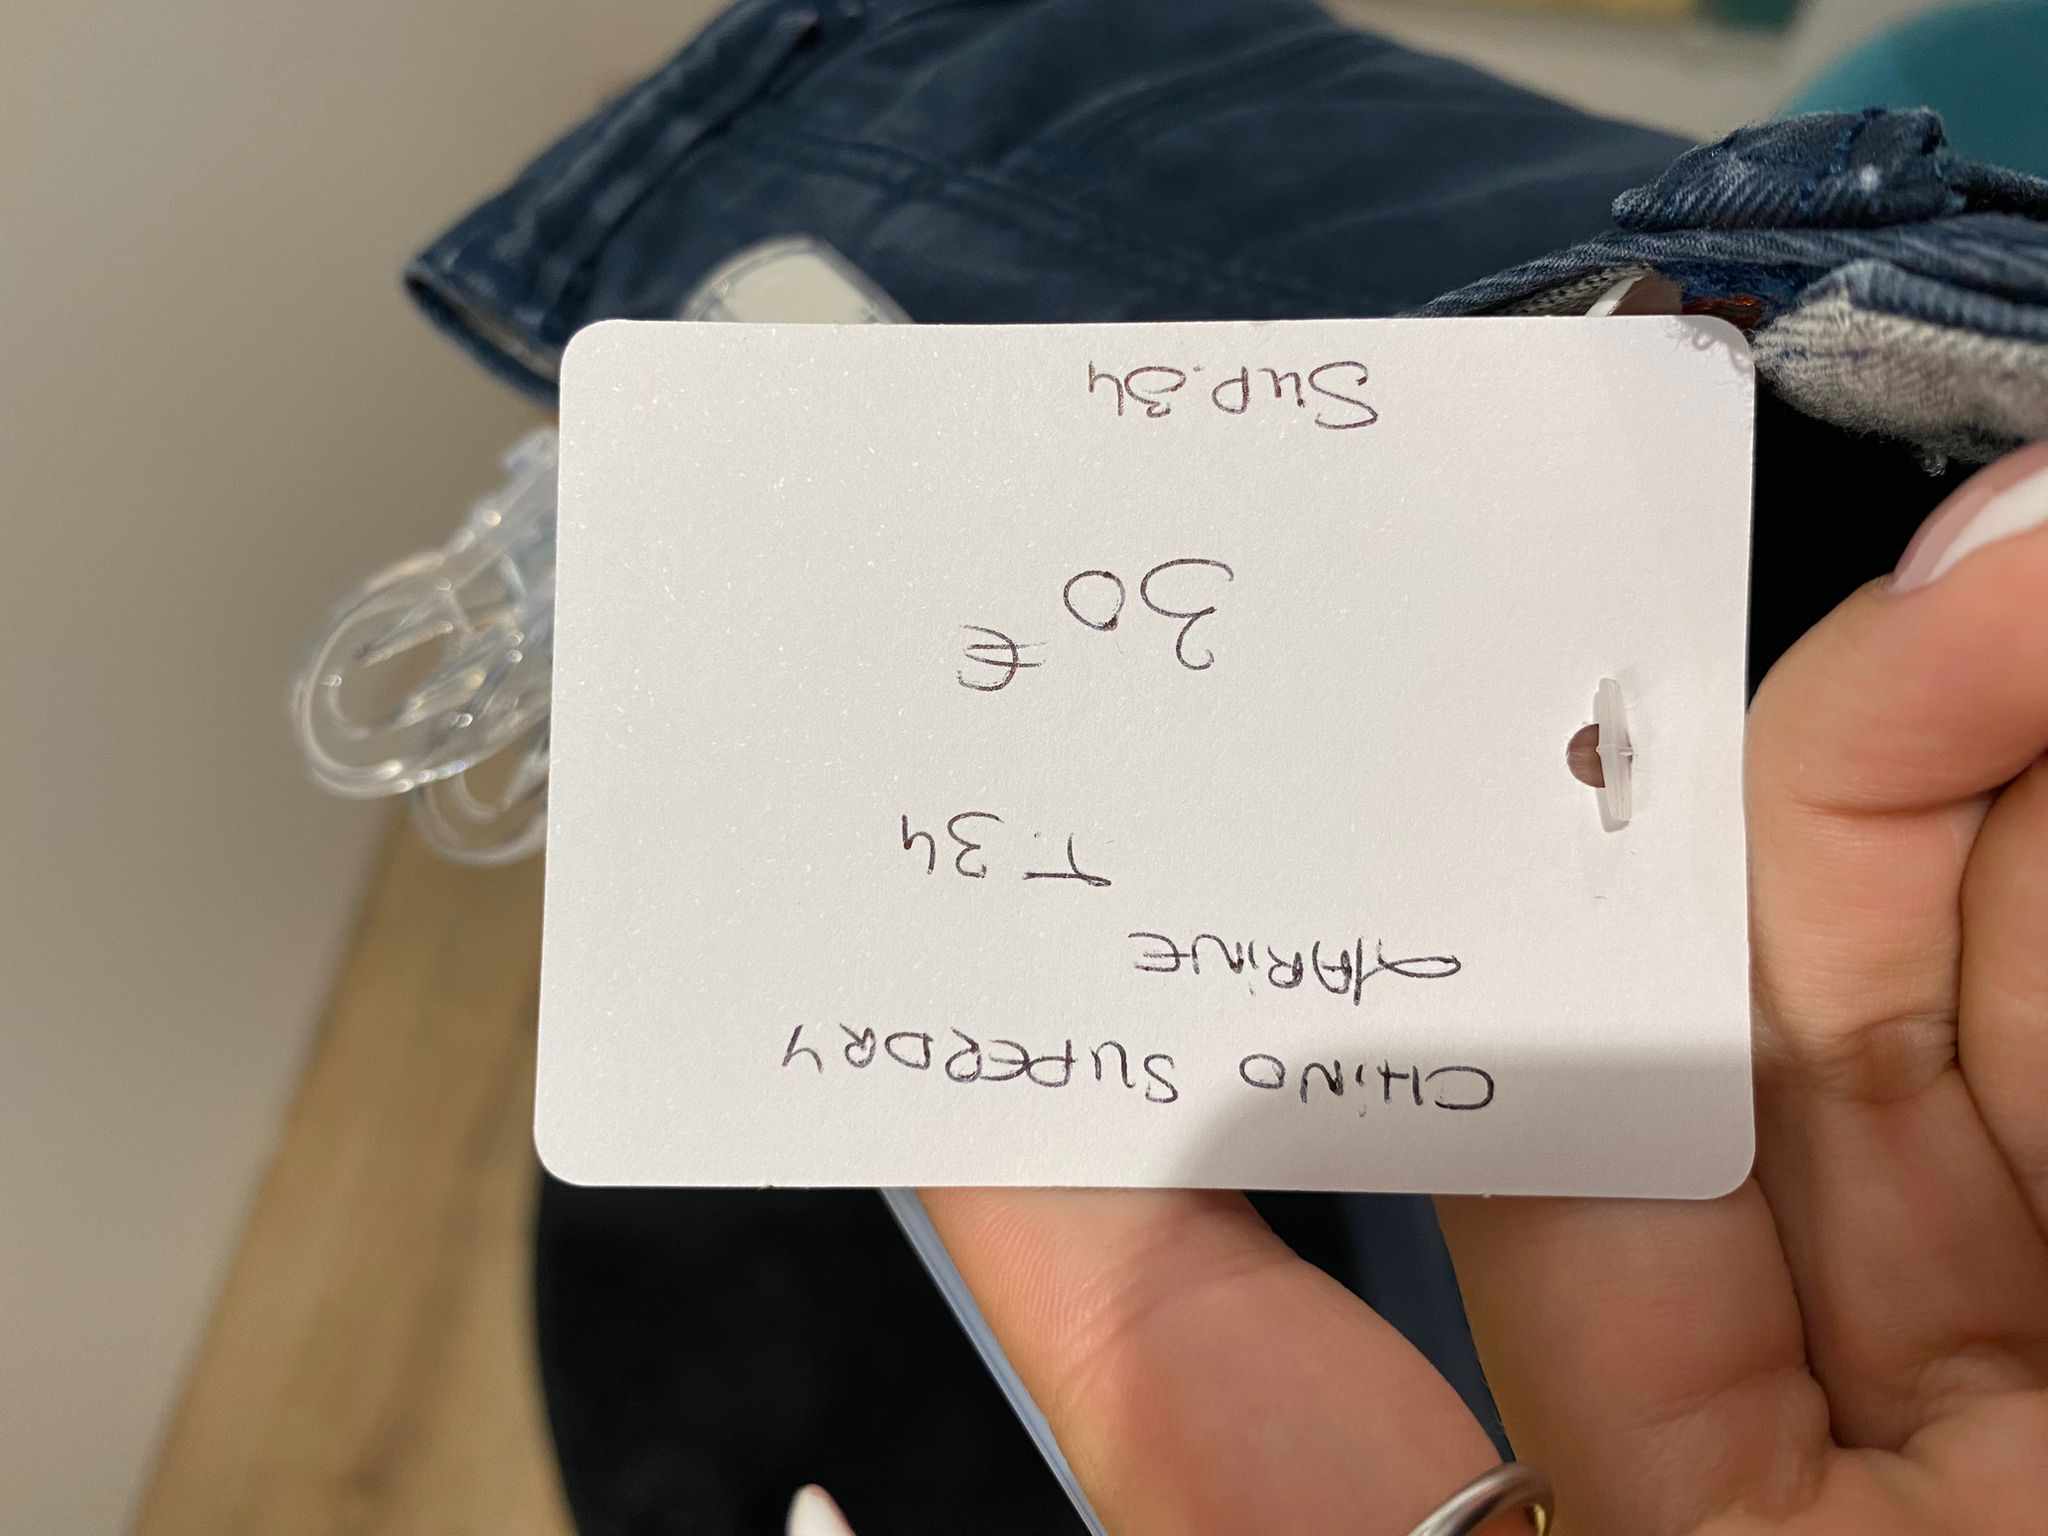 CHiNO SUPERDRY
MARiNE
T. 34
30 €
SUP. 34